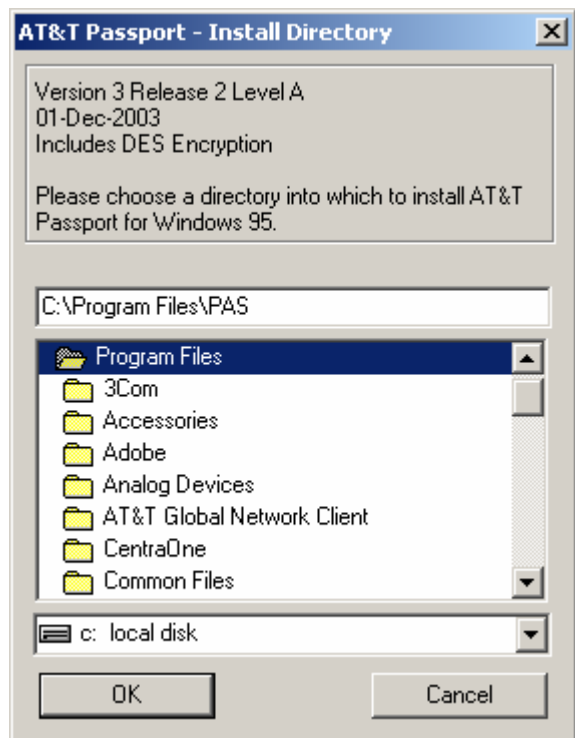 AT&T Passport - Install Directory
Version 3 Release 2 Level A
01-Dec-2003
Includes DES Encryption
Please choose a directory into which to install AT&T
Passport for Windows 95.
C:\Program Files\PAS
Program Files
3Com
Accessories
Adobe
Analog Devices
AT&T Global Network Client
CentraOne
Common Files
c: local disk
OK
Cancel